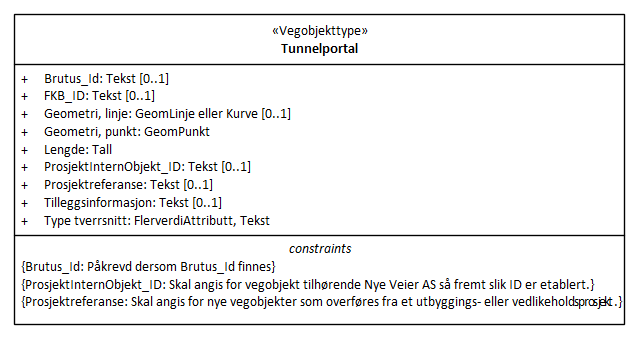 «Vegobjekttype»
Tunnelportal
+ Brutus_Id: Tekst [0..1]
+ FKB_ID: Tekst [0..1]
+ Geometri, linje: GeomLinje eller Kurve [0..1]
+ Geometri, punkt: GeomPunkt
+ Lengde: Tall
+ ProsjektInternObjekt_ID: Tekst [0..1]
+ Prosjektreferanse: Tekst [0..1]
+ Tilleggsinformasjon: Tekst [0..1]
+ Type tverrsnitt: FlerverdiAttributt, Tekst
constraints
{Brutus_Id: Påkrevd dersom Brutus_Id finnes}
{ProsjektInternObjekt_ID: Skal angis for vegobjekt tilhørende Nye Veier AS så fremt slik ID er etablert.}
{Prosjektreferanse: Skal angis for nye vegobjekter som overføres fra et utbyggings- eller vedlikeholdsprosjekt.}